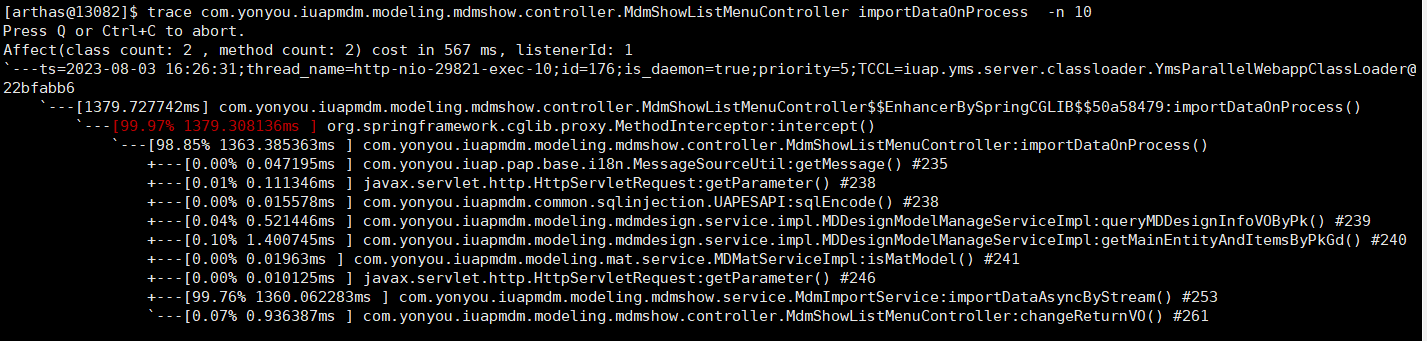 [arthas@13082]$ trace com.yonyou.iuapmdm.modeling.mdmshow.controller.MdmShowListMenuController importDataOnProcess  -n 10
Press Q or Ctrl+C to abort.
Affect(class count: 2 , method count: 2) cost in 567 ms, listenerId: 1
`---ts=2023-08-03 16:26:31;thread_name=http-nio-29821-exec-10;id=176;is_daemon=true;priority=5;TCCL=iuap.yms.server.classloader.YmsParallelWebappClassLoader@
22bfabb6
    `---[1379.727742ms] com.yonyou.iuapmdm.modeling.mdmshow.controller.MdmShowListMenuController$$EnhancerBySpringCGLIB$$50a58479:importDataOnProcess()
        `---[99.97% 1379.308136ms ] org.springframework.cglib.proxy.MethodInterceptor:intercept()
            `---[98.85% 1363.385363ms ] com.yonyou.iuapmdm.modeling.mdmshow.controller.MdmShowListMenuController:importDataOnProcess()
                +---[0.00% 0.047195ms ] com.yonyou.iuap.pap.base.i18n.MessageSourceUtil:getMessage() #235
                +---[0.01% 0.111346ms ] javax.servlet.http.HttpServletRequest:getParameter() #238
                +---[0.00% 0.015578ms ] com.yonyou.iuapmdm.common.sqlinjection.UAPESAPI:sqlEncode() #238
                +---[0.04% 0.521446ms ] com.yonyou.iuapmdm.modeling.mdmdesign.service.impl.MDDesignModelManageServiceImpl:queryMDDesignInfoVOByPk() #239
                +---[0.10% 1.400745ms ] com.yonyou.iuapmdm.modeling.mdmdesign.service.impl.MDDesignModelManageServiceImpl:getMainEntityAndItemsByPkGd() #240
                +---[0.00% 0.01963ms ] com.yonyou.iuapmdm.modeling.mat.service.MDMatServiceImpl:isMatModel() #241
                +---[0.00% 0.010125ms ] javax.servlet.http.HttpServletRequest:getParameter() #246
                +---[99.76% 1360.062283ms ] com.yonyou.iuapmdm.modeling.mdmshow.service.MdmImportService:importDataAsyncByStream() #253
                `---[0.07% 0.936387ms ] com.yonyou.iuapmdm.modeling.mdmshow.controller.MdmShowListMenuController:changeReturnVO() #261